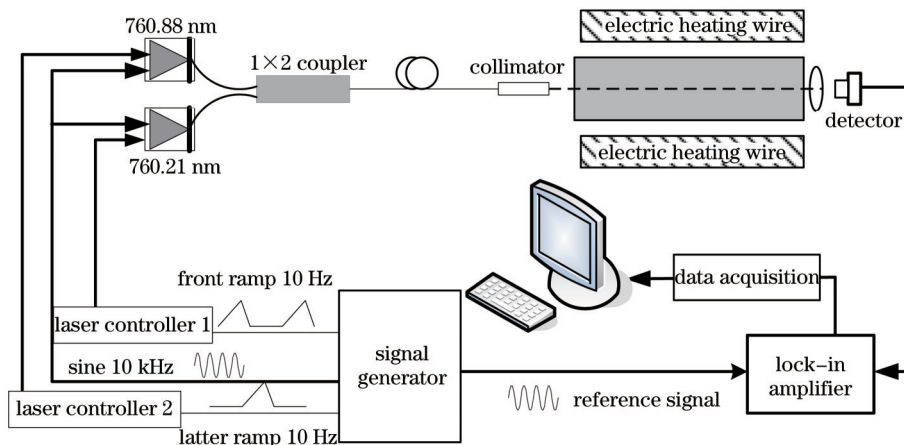 760.88 nm
1×2 coupler
collimator
electric heating wire
detector
760.21 nm
electric heating wire
front ramp 10 Hz
data acquisition
laser controller 1
signal
generator
sine 10 kHz
lock-in
amplifier
laser controller 2
reference signal
latter ramp 10 Hz